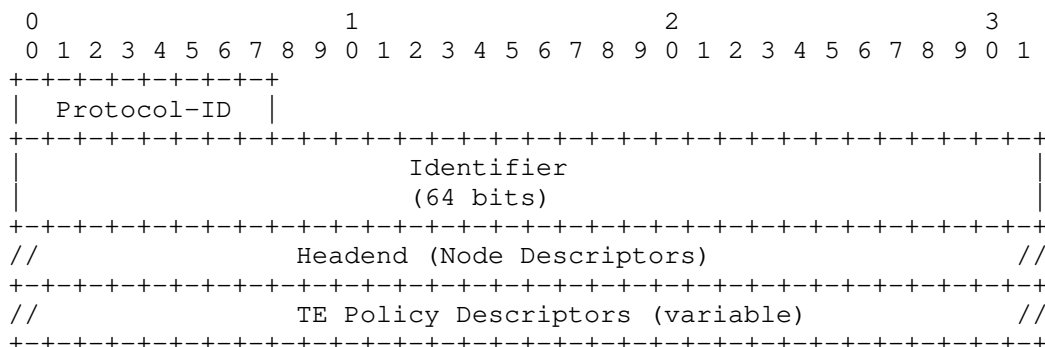 0                   1                   2                   3
 0 1 2 3 4 5 6 7 8 9 0 1 2 3 4 5 6 7 8 9 0 1 2 3 4 5 6 7 8 9 0 1
+-+-+-+-+-+-+-+-+
|  Protocol-ID  |
+-+-+-+-+-+-+-+-+-+-+-+-+-+-+-+-+-+-+-+-+-+-+-+-+-+-+-+-+-+-+-+-+
|                        Identifier                             |
|                        (64 bits)                              |
+-+-+-+-+-+-+-+-+-+-+-+-+-+-+-+-+-+-+-+-+-+-+-+-+-+-+-+-+-+-+-+-+
//                Headend (Node Descriptors)                   //
+-+-+-+-+-+-+-+-+-+-+-+-+-+-+-+-+-+-+-+-+-+-+-+-+-+-+-+-+-+-+-+-+
//                TE Policy Descriptors (variable)             //
+-+-+-+-+-+-+-+-+-+-+-+-+-+-+-+-+-+-+-+-+-+-+-+-+-+-+-+-+-+-+-+-+